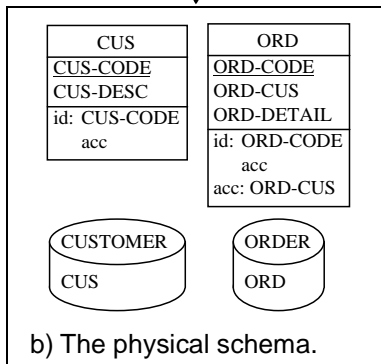 CUS
CUS-CODE
CUS-DESC
id: CUS-CODE
acc
ORD
ORD-CODE
ORD-CUS
ORD-DETAIL
id: ORD-CODE
acc
acc: ORD-CUS
CUSTOMER
CUS
ORDER
ORD
b) The physical schema.